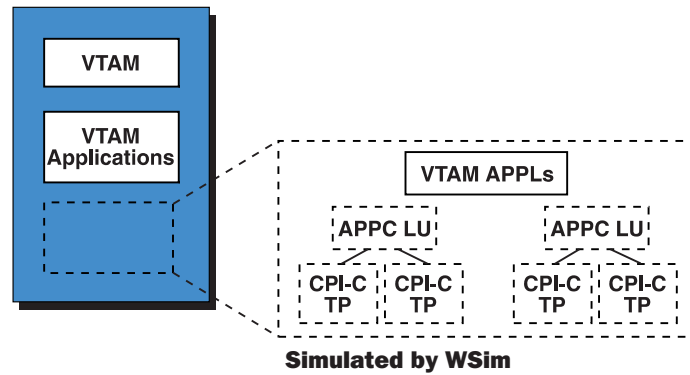 VTAM
VTAM
Applications
VTAM APPLs
APPC LU
APPC LU
CPI-C
TP
CPI-C
TP
CPI-C
TP
CPI-C
TP
Simulated by WSim